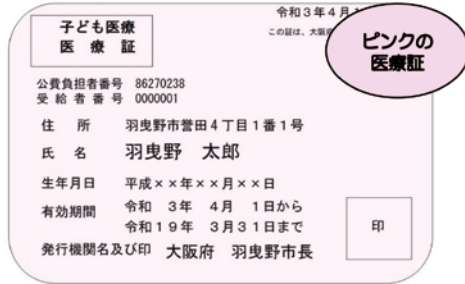 子ども医療
医 療 証
令和3年4月
この証は、大阪
ピンクの
医療証
公費負担者番号 86270238
受 給 者 番 号 0000001
住 所 羽曳野市誉田4丁目1番1号
氏 名 羽曳野 太郎
生年月日 平成××年××月××日
有効期間 令和 3年 4月 1日から
令和19年 3月31日まで
発行機関名及び印 大阪府 羽曳野市長
印